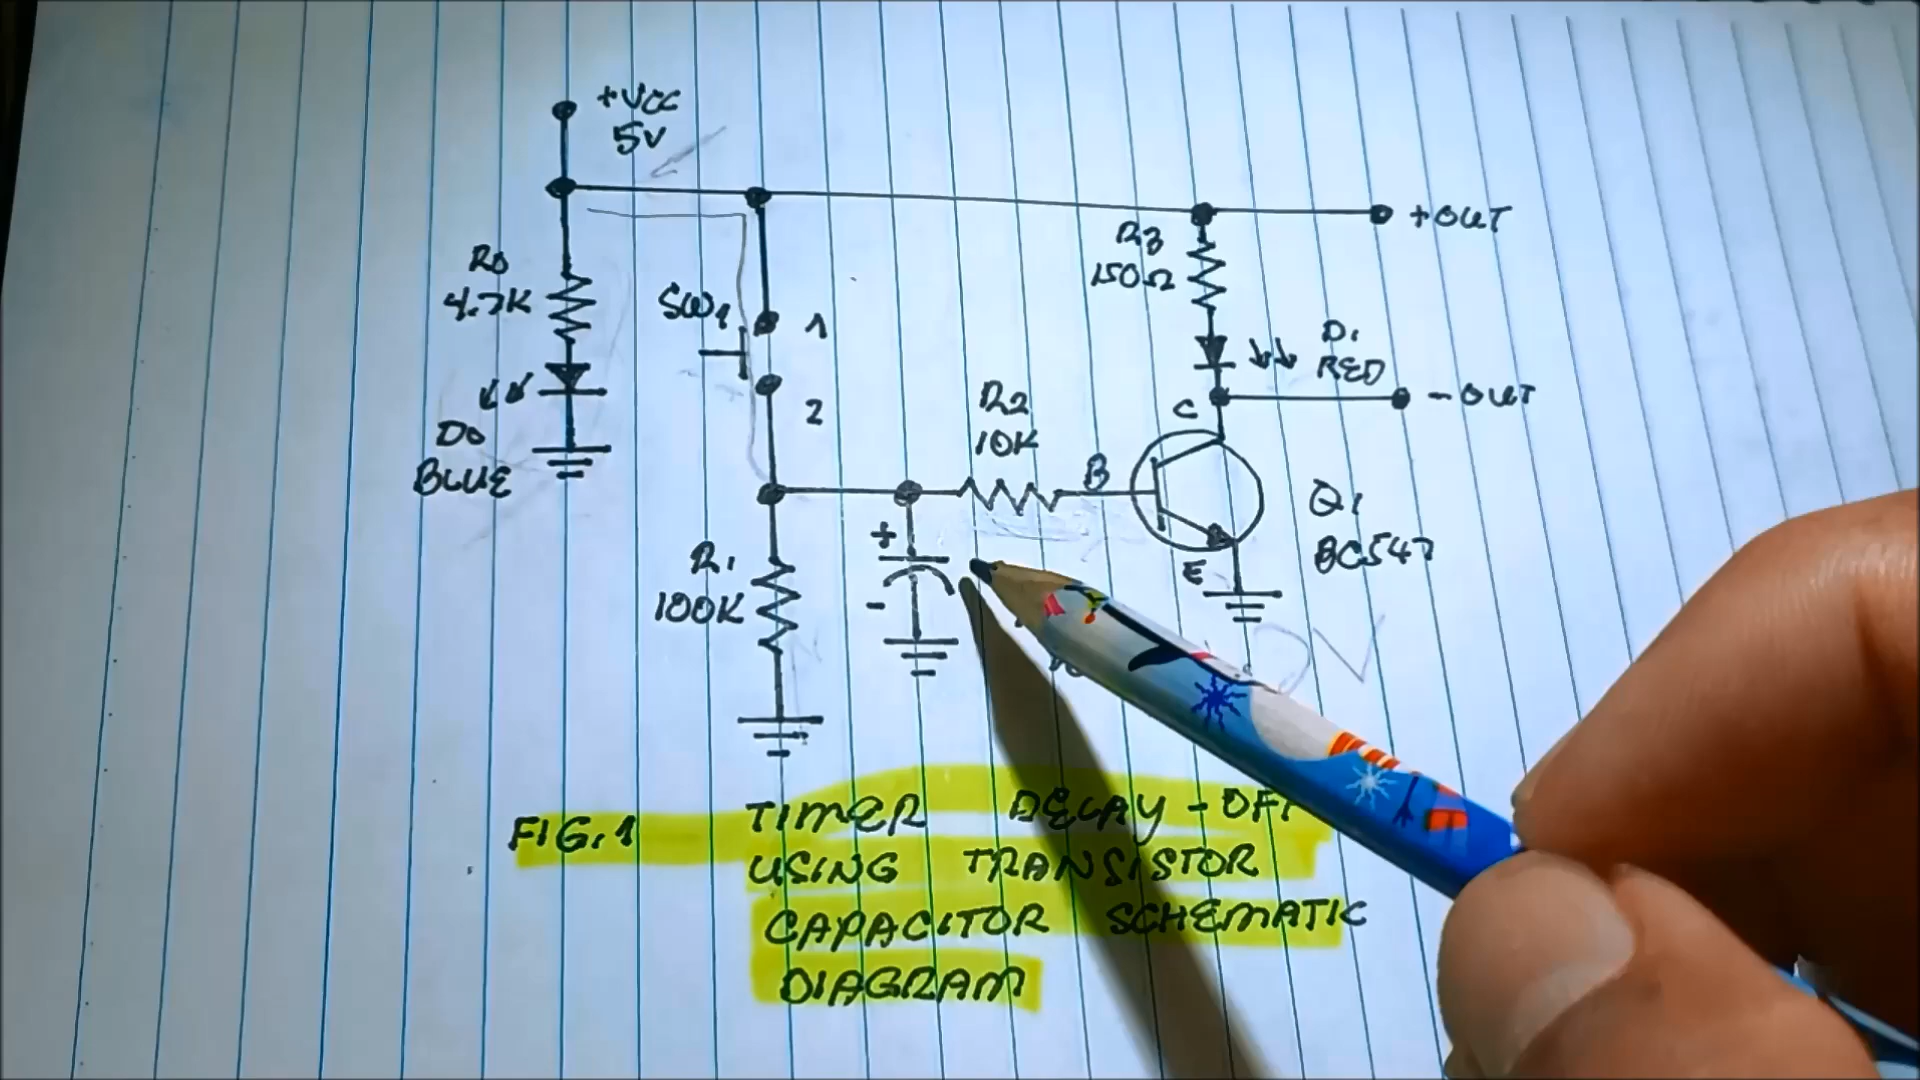 +VCC
5V
+OUT
R3
150Ω
R0
4.7K
SW1
1
D1
RED
-OUT
2
C
R2
10K
D0
BLUE
B
Q1
BC547
+
R1
100K
-
E
0V
FIG.1 TIMER DELAY-OFF
USING TRANSISTOR
CAPACITOR SCHEMATIC
DIAGRAM